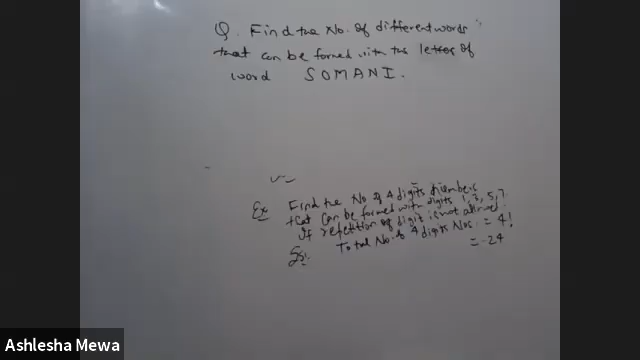 Q. Find the No. of different words
that can be formed with the letters of
word SOMANI.
Ex Find the No of 4 digits numbers
that can be formed with digits 1, 3, 5, 7.
If repetition of digit is not allowed.
Sol: Total No. of 4 digits Nos. = 4!
= 24
Ashlesha Mewa